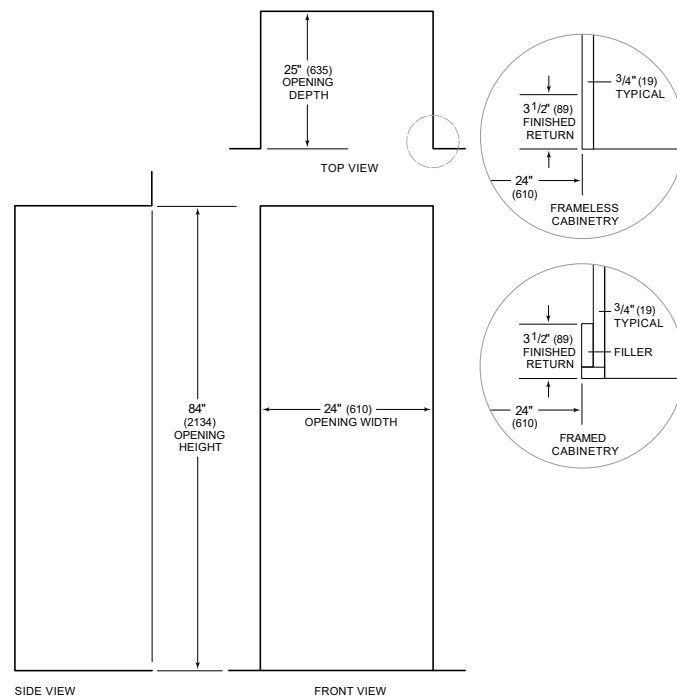 25" (635)
OPENING
DEPTH
TOP VIEW
3/4" (19)
TYPICAL
3 1/2" (89)
FINISHED
RETURN
24"
(610)
FRAMELESS
CABINETRY
3/4" (19)
TYPICAL
3 1/2" (89)
FINISHED
RETURN
FILLER
24"
(610)
FRAMED
CABINETRY
84"
(2134)
OPENING
HEIGHT
24" (610)
OPENING WIDTH
SIDE VIEW
FRONT VIEW